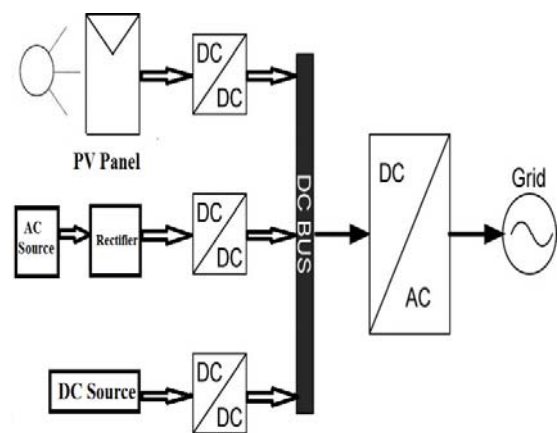 DC
DC
PV Panel
AC
Source
Rectifier
DC
DC
DC Source
DC
DC
DC BUS
DC
AC
Grid